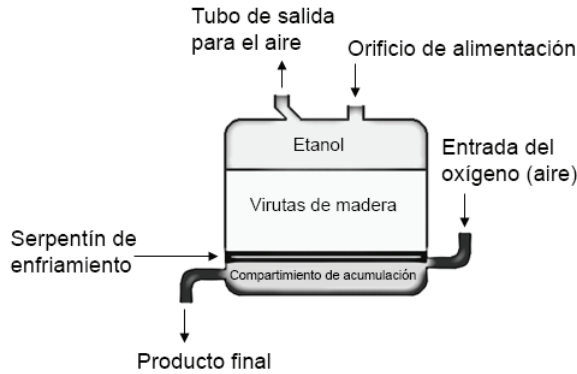 Tubo de salida
para el aire
Orificio de alimentación
Etanol
Entrada del
oxígeno (aire)
Virutas de madera
Serpentín de
enfriamiento
Compartimiento de acumulación
Producto final